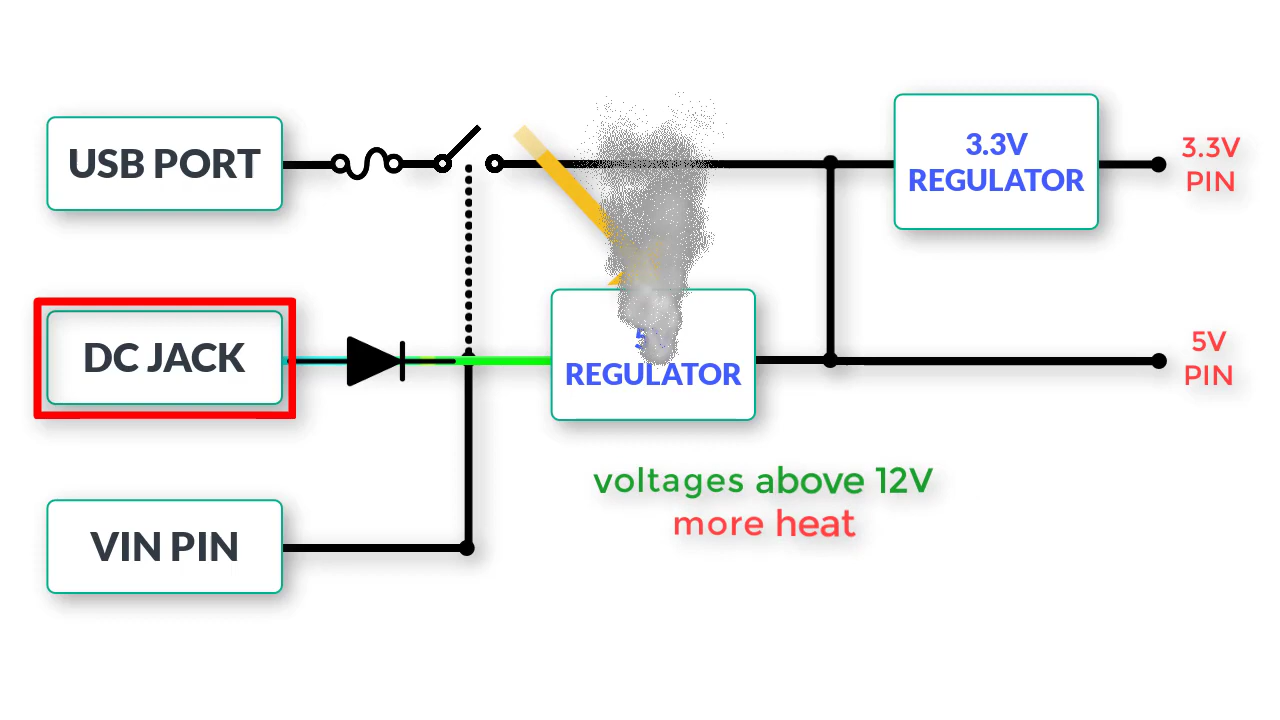 USB PORT
3.3V
REGULATOR
3.3V
PIN
DC JACK
REGULATOR
5V
PIN
voltages above 12V
more heat
VIN PIN